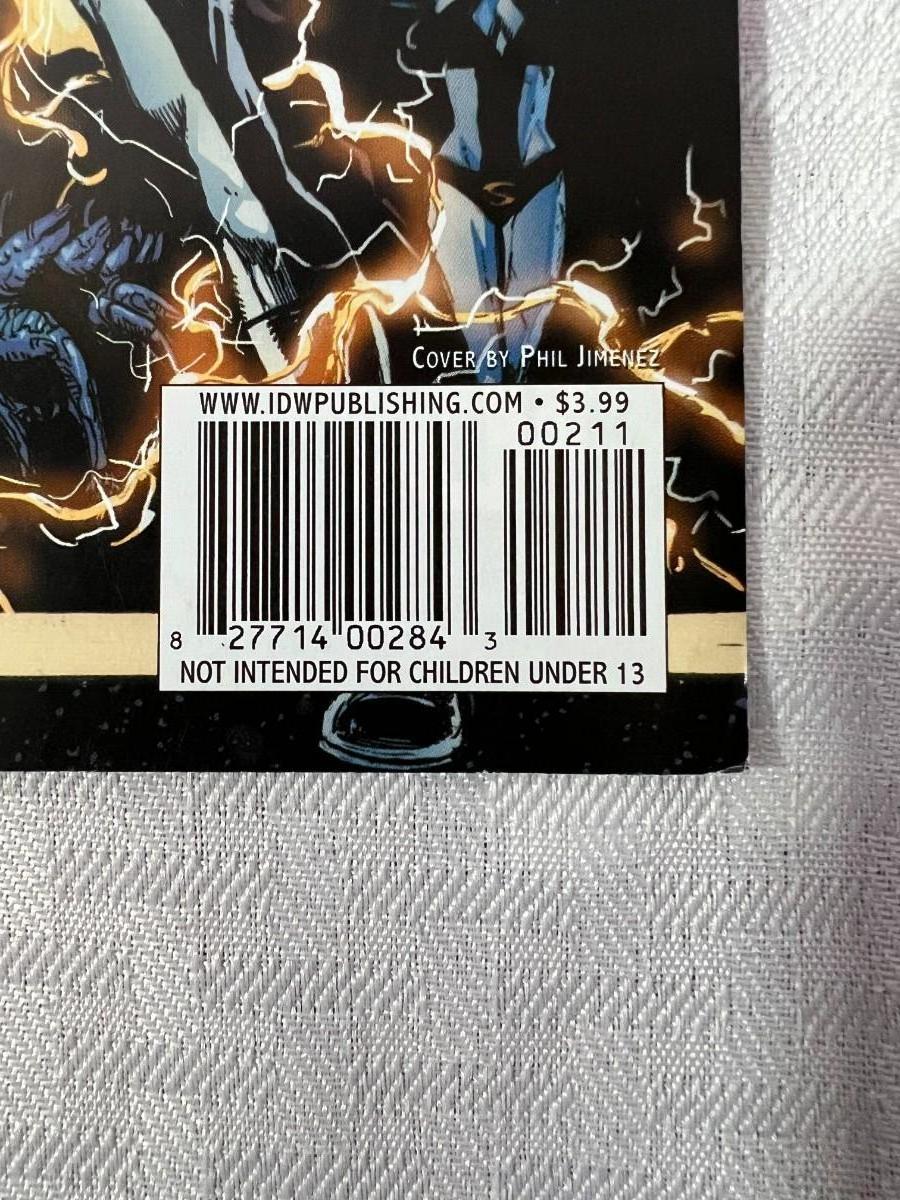 COVER BY PHIL JIMENEZ
WWW.IDWPUBLISHING.COM • $3.99
00211
8 27714 00284 3
NOT INTENDED FOR CHILDREN UNDER 13